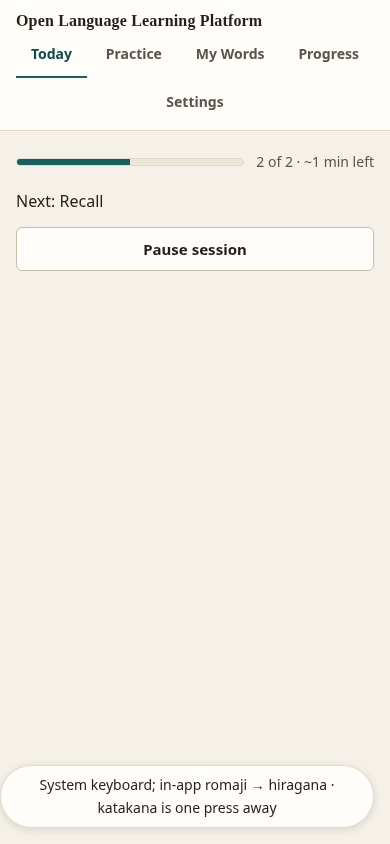 Open Language Learning Platform
Today Practice My Words Progress
Settings
2 of 2 · ~1 min left
Next: Recall
Pause session
System keyboard; in-app romaji → hiragana ·
katakana is one press away